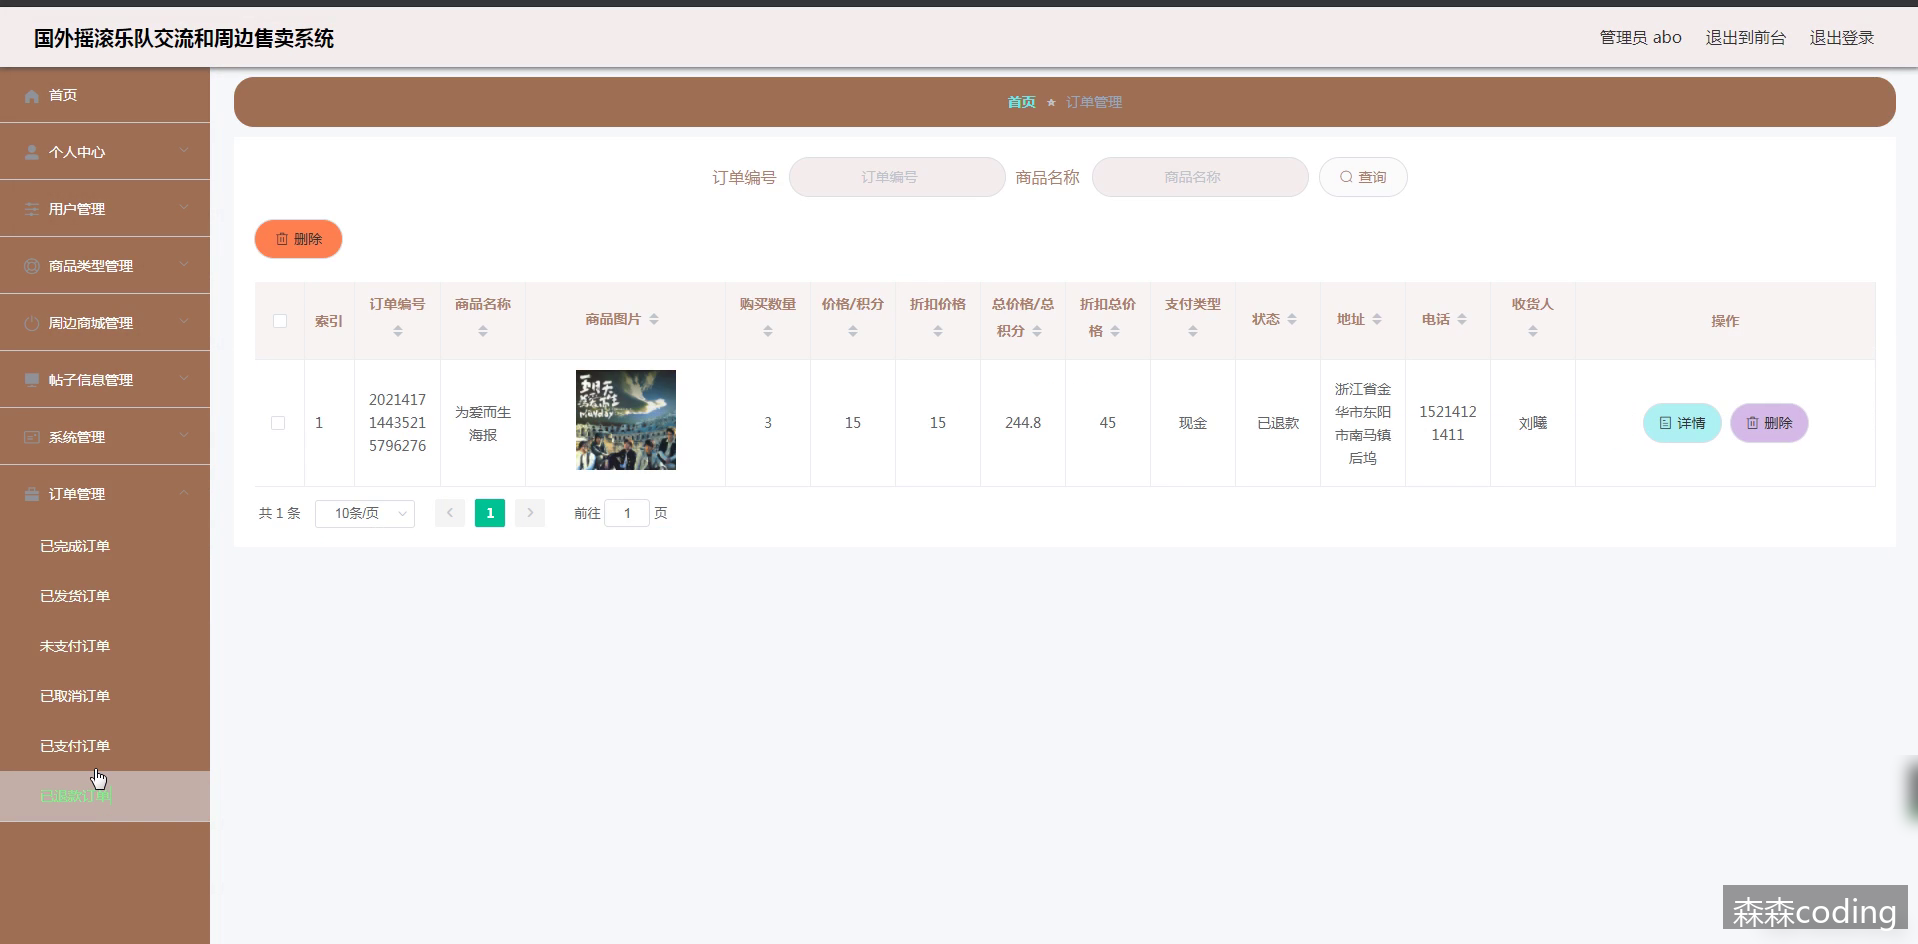 国外摇滚乐队交流和周边售卖系统
管理员 abo
退出到前台
退出登录
首页
个人中心
用户管理
商品类型管理
周边商城管理
帖子信息管理
系统管理
订单管理
已完成订单
已发货订单
未支付订单
已取消订单
已支付订单
已退款订单
首页 ★ 订单管理
订单编号 订单编号 商品名称 商品名称 查询
删除
索引
订单编号
商品名称
商品图片
购买数量
价格/积分
折扣价格
总价格/总
积分
折扣总价
格
支付类型
状态
地址
电话
收货人
操作
1
2021417
1443521
5796276
为爱而生
海报
3
15
15
244.8
45
现金
已退款
浙江省金
华市东阳
市南马镇
后坞
1521412
1411
刘曦
详情
删除
共 1 条 10条/页 1 前往 1 页
森森coding